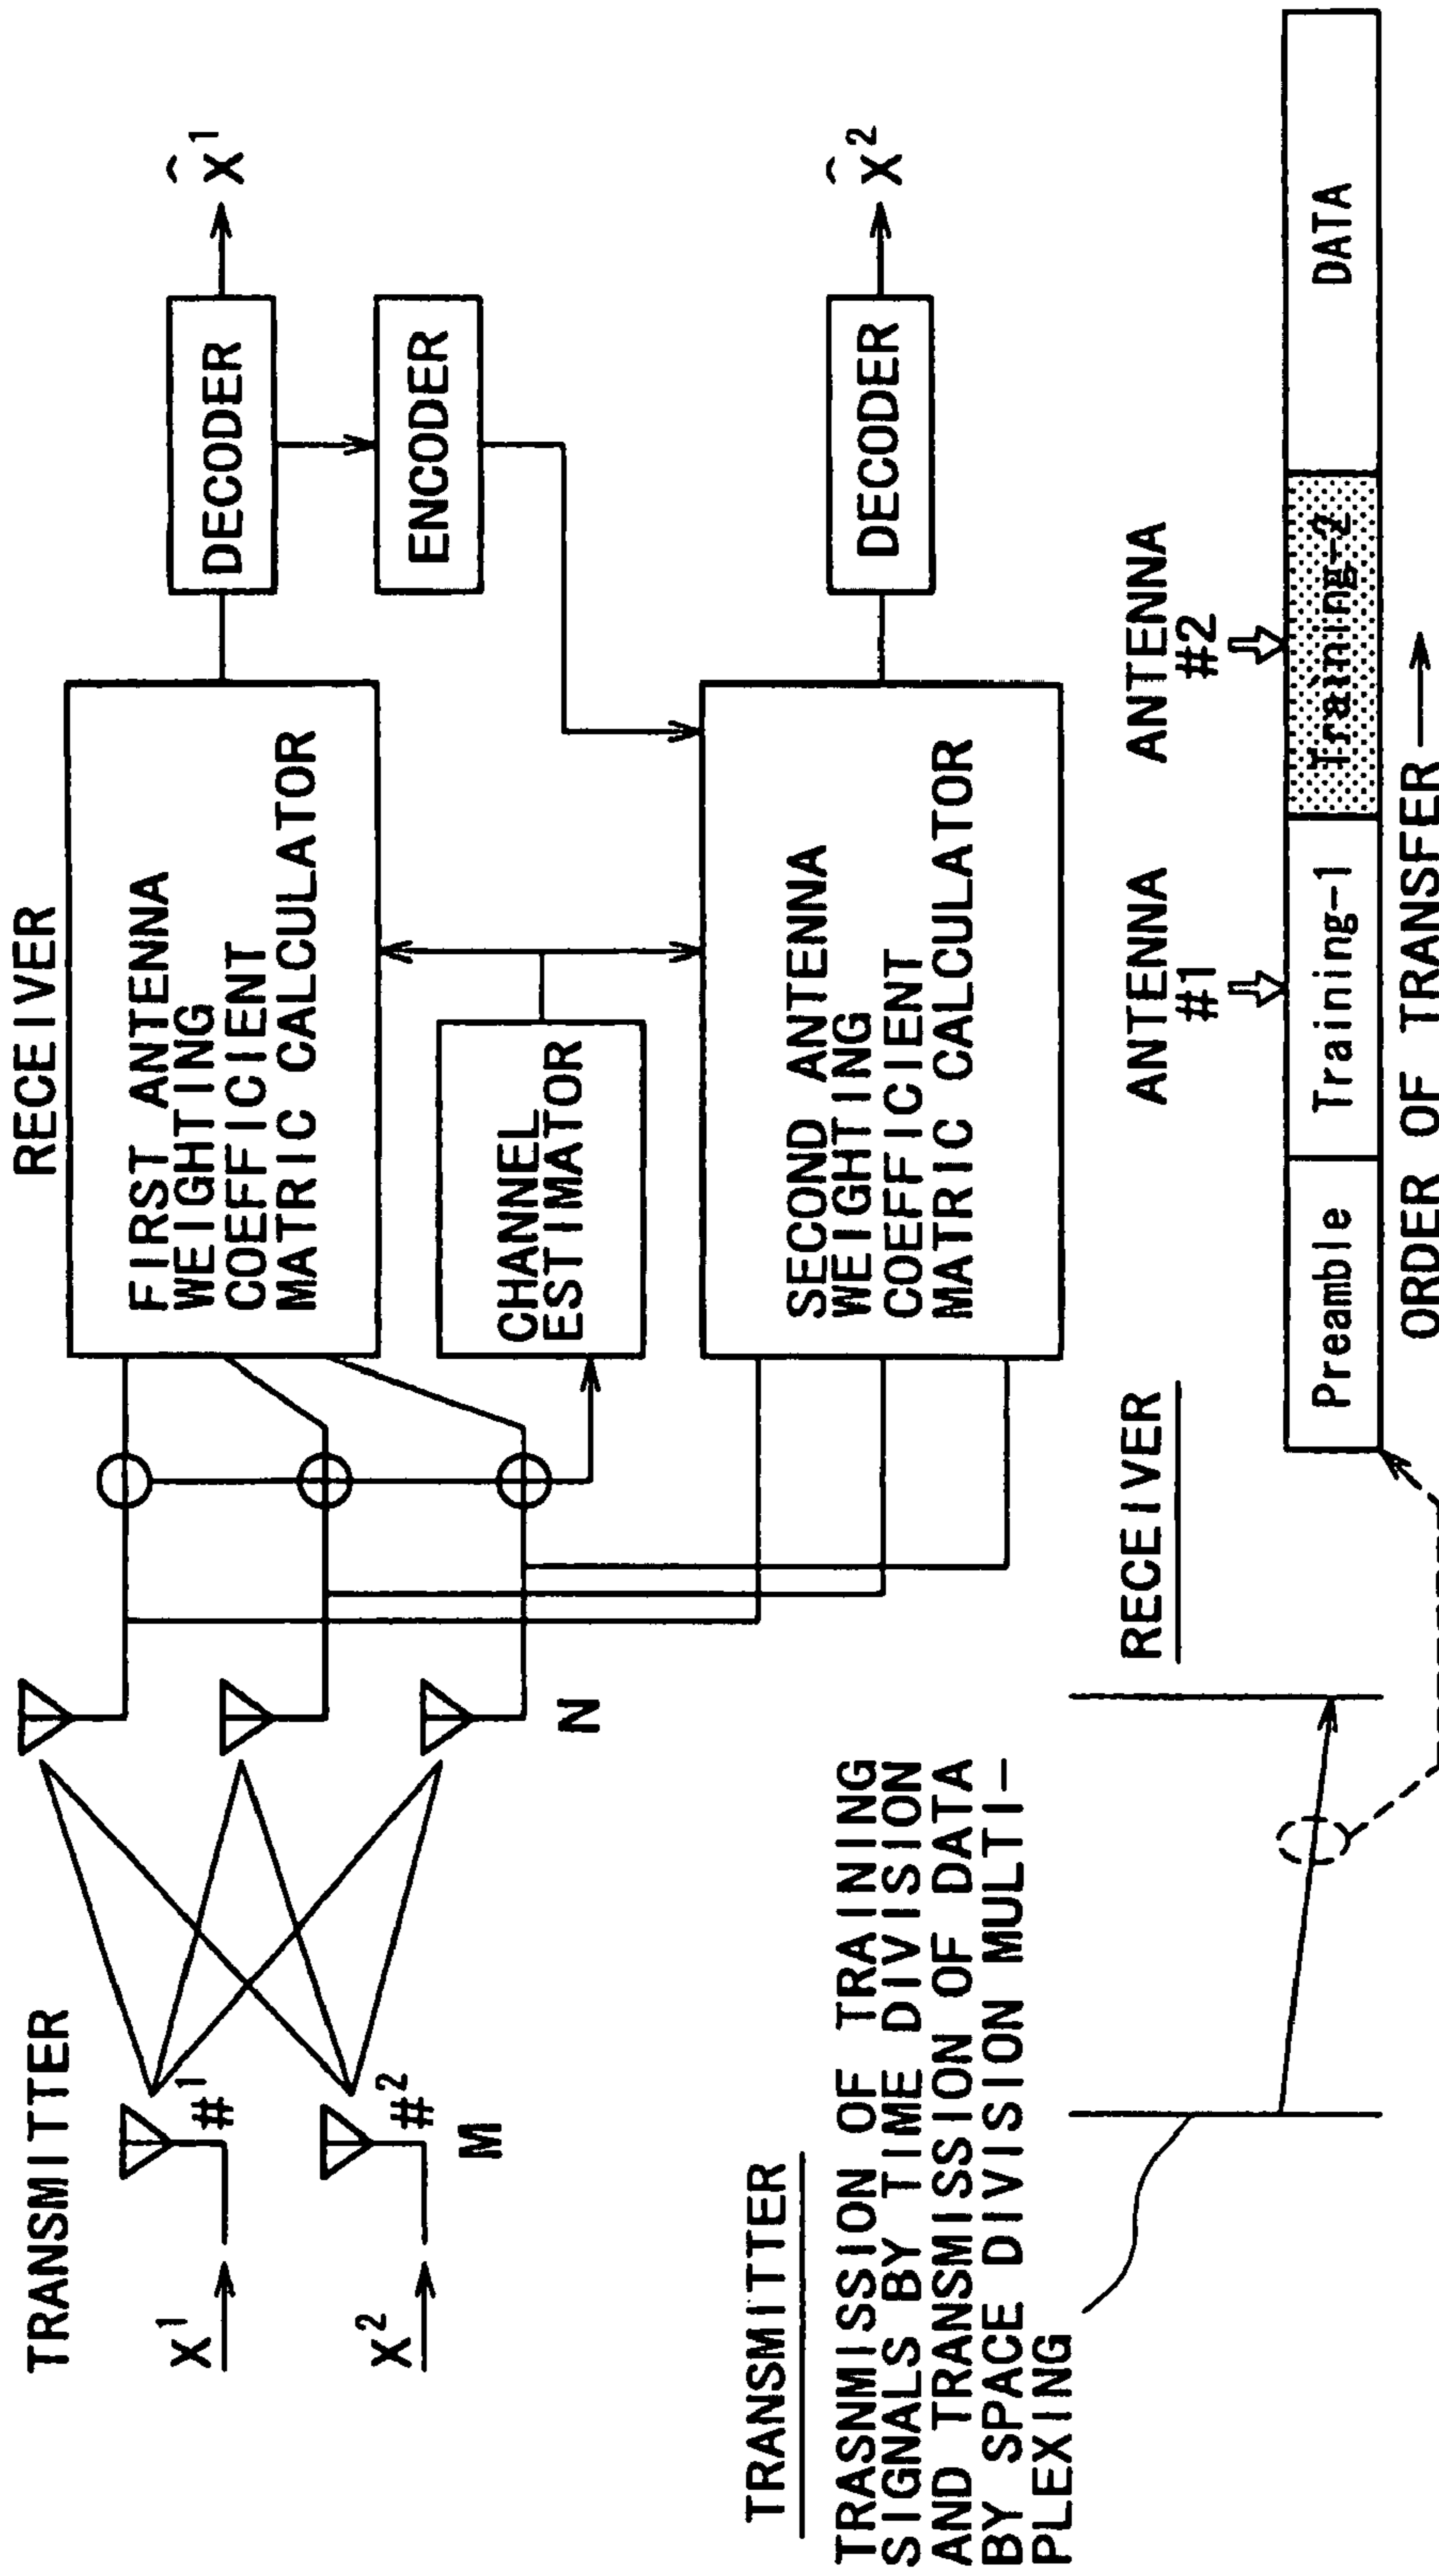 TRANSMITTER
X1
X2
#1
#2
M
N
RECEIVER
FIRST ANTENNA
WEIGHTING
COEFFICIENT
MATRIC CALCULATOR
CHANNEL
ESTIMATOR
SECOND ANTENNA
WEIGHTING
COEFFICIENT
MATRIC CALCULATOR
DECODER
X̂1
ENCODER
DECODER
X̂2
TRANSMITTER
TRASNMISSION OF TRAINING
SIGNALS BY TIME DIVISION
AND TRANSMISSION OF DATA
BY SPACE DIVISION MULTI-
PLEXING
RECEIVER
ANTENNA
#1
ANTENNA
#2
Preamble
Training-1
Training-2
DATA
ORDER OF TRANSFER